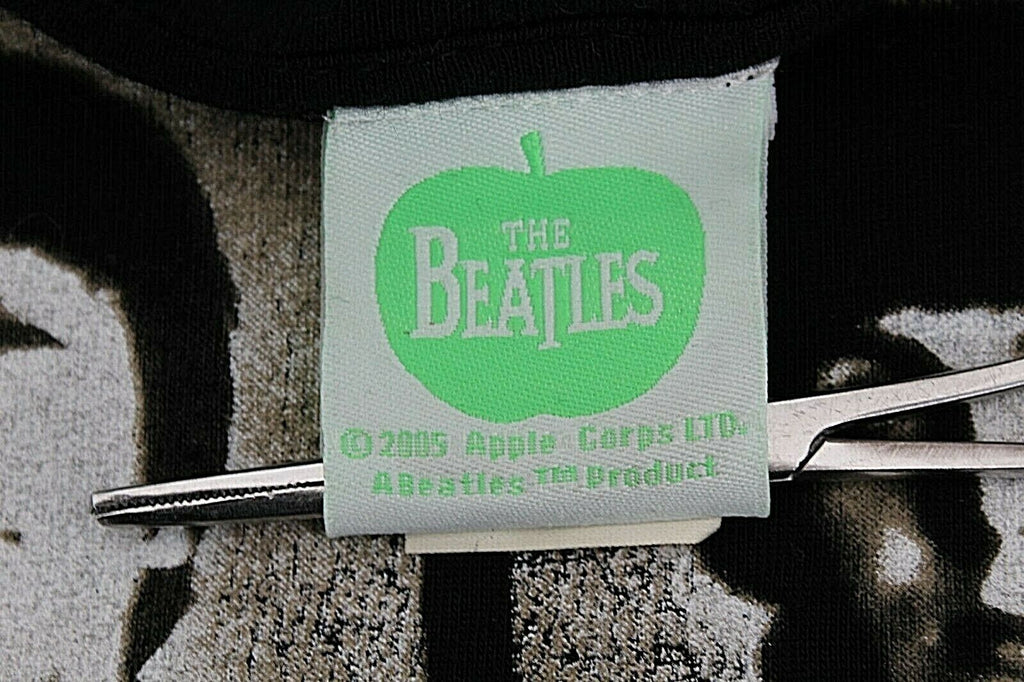 THE
BEATLES
© 2005 Apple Corps LTD.
A Beatles ™ product